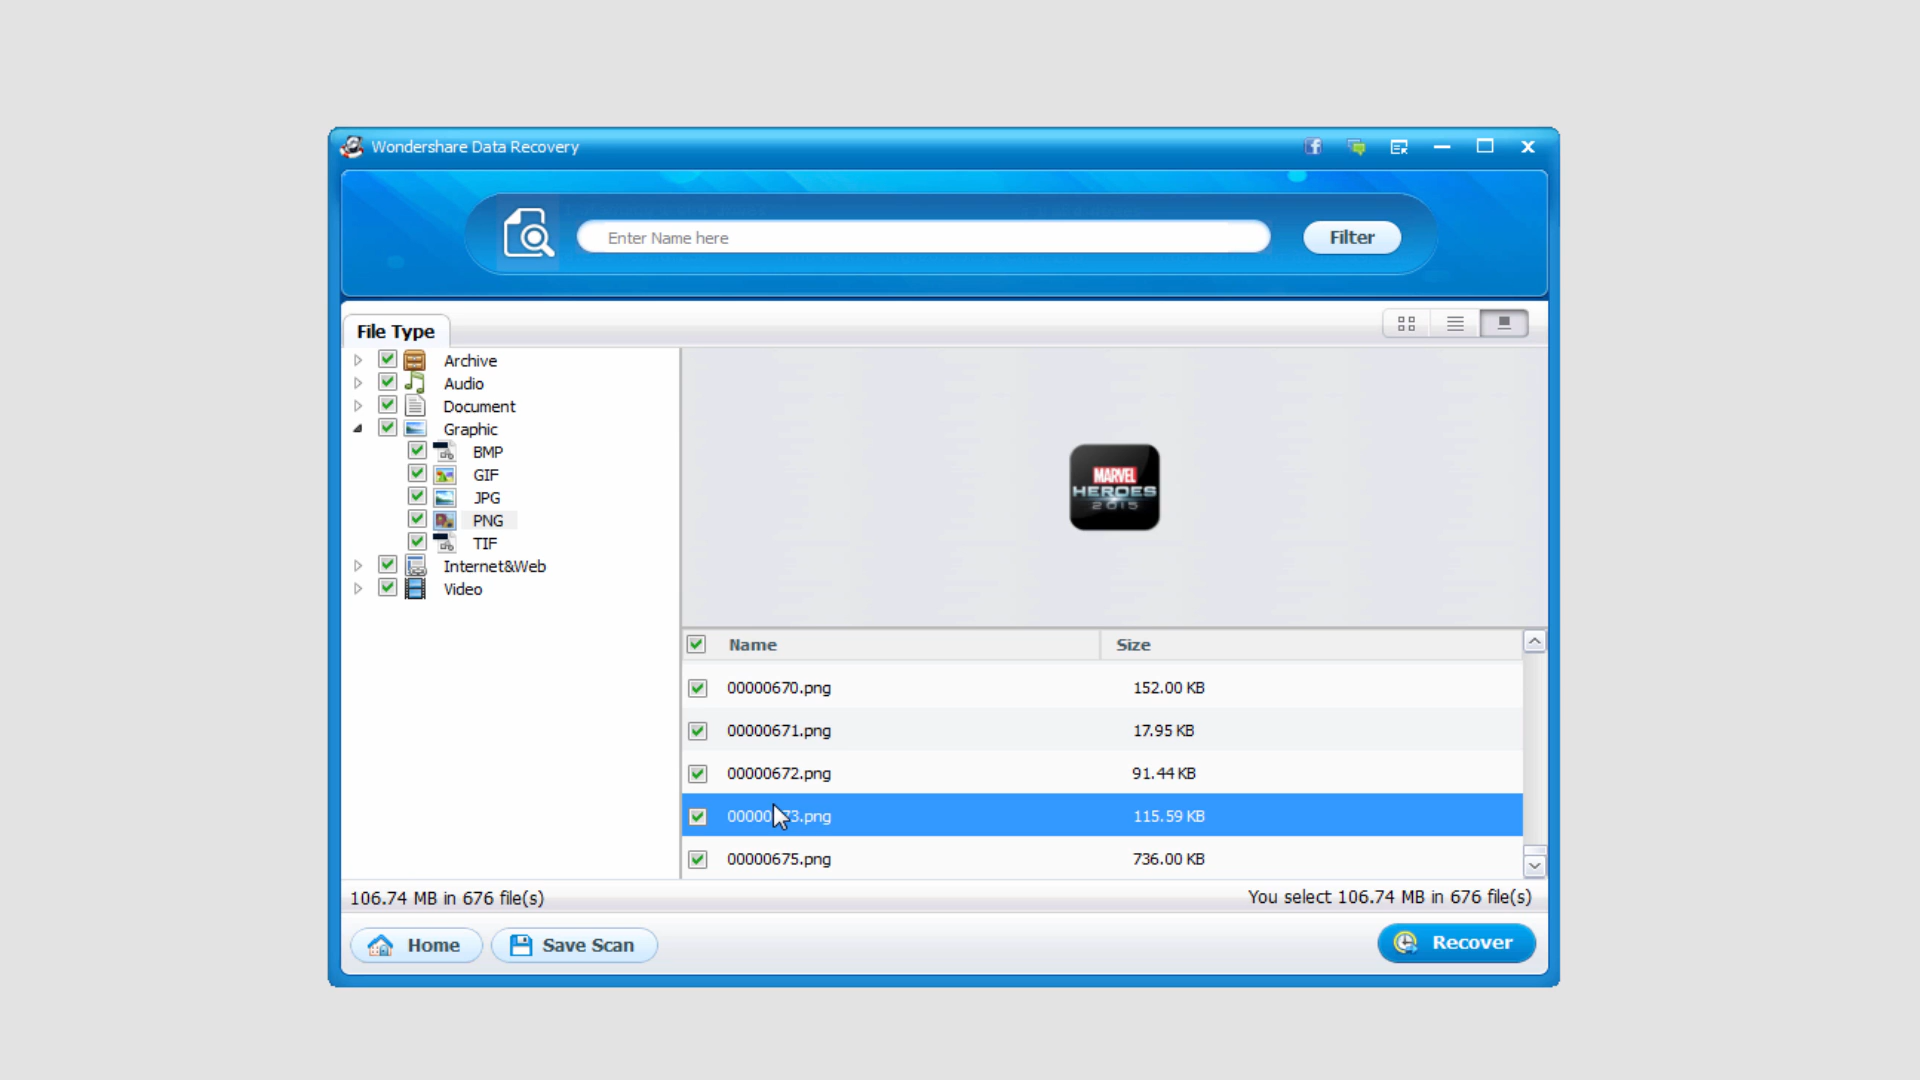 Wondershare Data Recovery
Enter Name here
Filter
File Type
Archive
Audio
Document
Graphic
BMP
GIF
JPG
PNG
TIF
Internet&Web
Video
MARVEL
HEROES
2015
Name Size
00000670.png 152.00 KB
00000671.png 17.95 KB
00000672.png 91.44 KB
00000 73.png 115.59 KB
00000675.png 736.00 KB
106.74 MB in 676 file(s)
You select 106.74 MB in 676 file(s)
Home
Save Scan
Recover